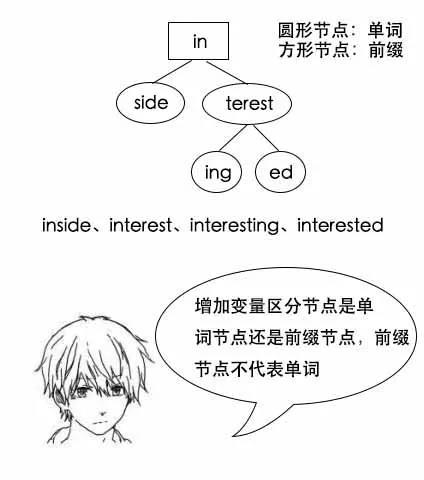 in
圆形节点：单词
方形节点：前缀
side
terest
ing
ed
inside、interest、interesting、interested
增加变量区分节点是单
词节点还是前缀节点，前缀
节点不代表单词